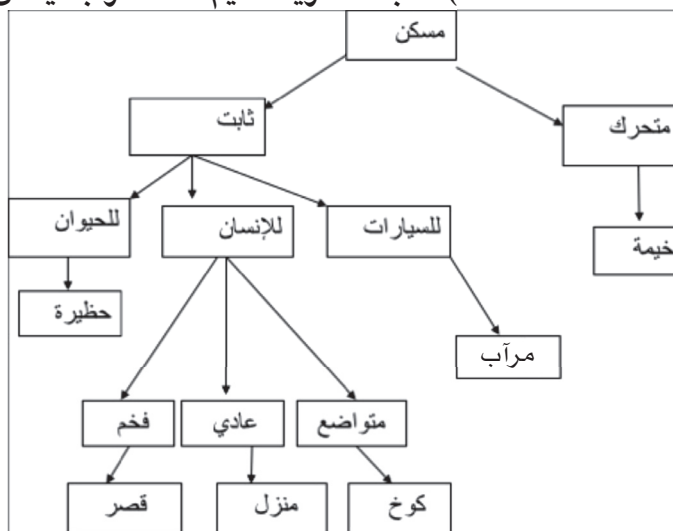 مسكن
متحرك
ثابت
للسيارات
للإنسان
للحيوان
خيمة
حظيرة
مرآب
متواضع
عادي
فخم
كوخ
منزل
قصر